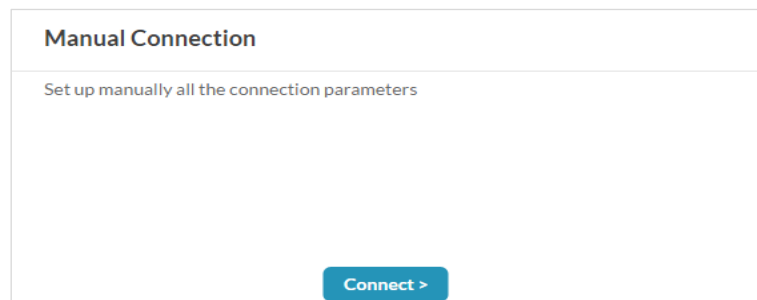 Manual Connection
Set up manually all the connection parameters
Connect >